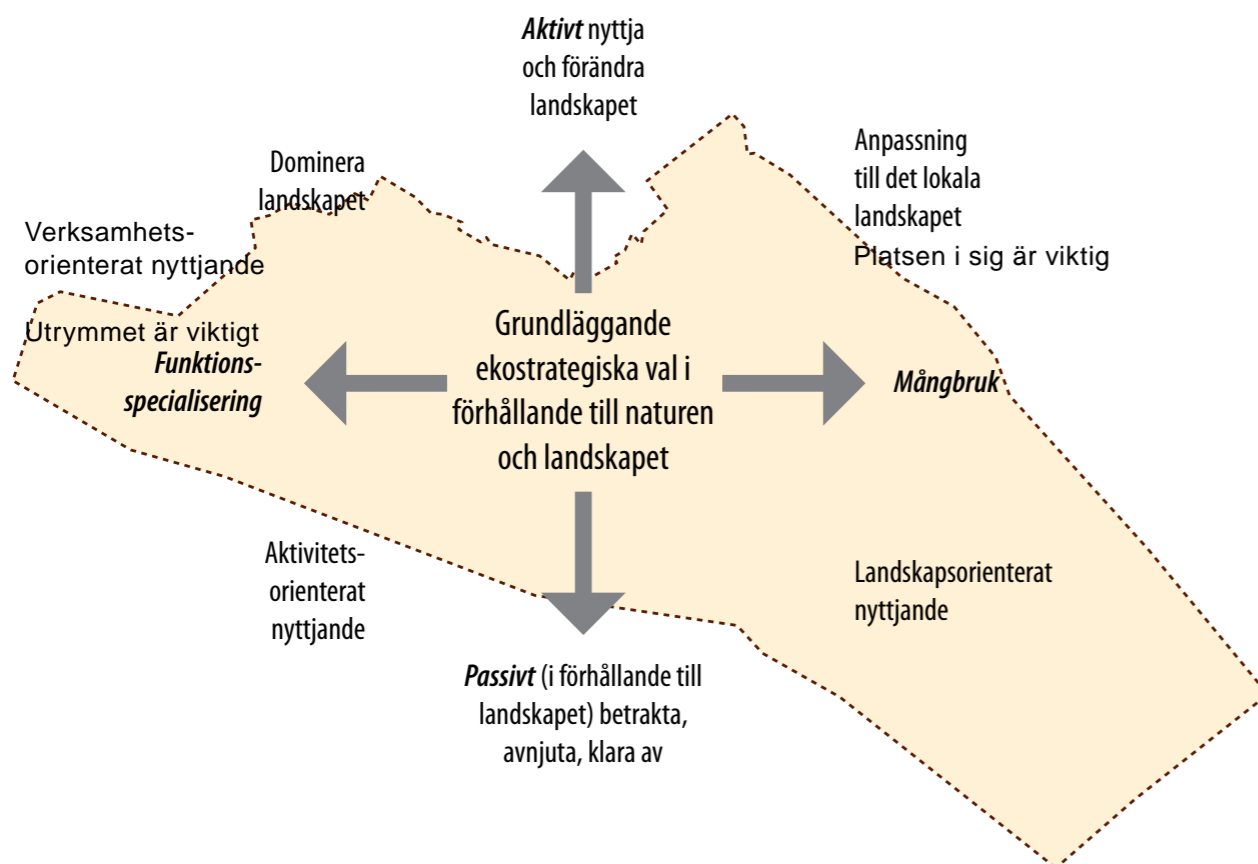 Aktivt nyttja
och förändra
landskapet
Dominera
landskapet
Anpassning
till det lokala
landskapet
Platsen i sig är viktig
Verksamhets-
orienterat nyttjande
Utrymmet är viktigt
Funktions-
specialisering
Grundläggande
ekostrategiska val i
förhållande till naturen
och landskapet
Mångbruk
Aktivitets-
orienterat
nyttjande
Landskapsorienterat
nyttjande
Passivt (i förhållande till
landskapet) betrakta,
avnjuta, klara av